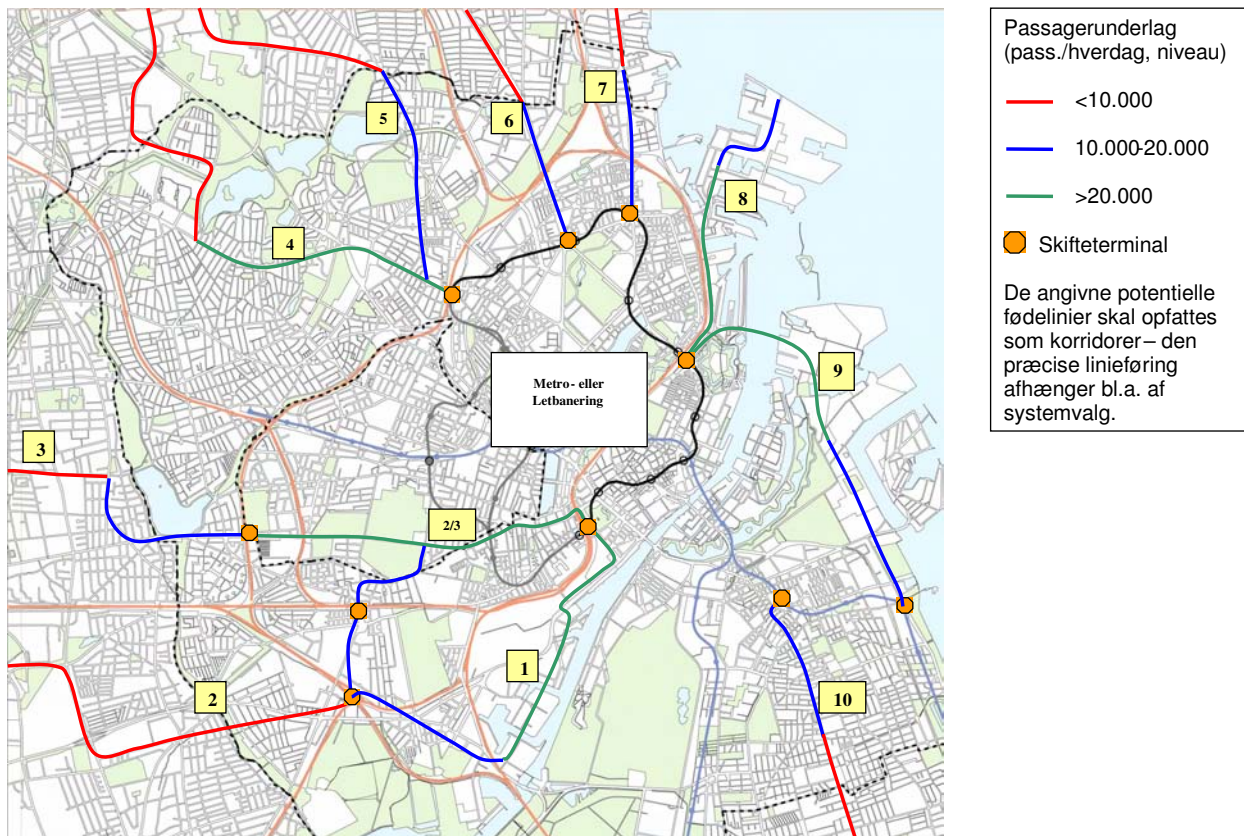 Passagerunderlag
(pass./hverdag, niveau)
<10.000
10.000-20.000
>20.000
Skifteterminal
De angivne potentielle
fødelinier skal opfattes
som korridorer – den
præcise linieføring
afhænger bl.a. af
systemvalg.
7
5
6
8
4
Metro- eller
Letbanering
9
3
2/3
1
2
10